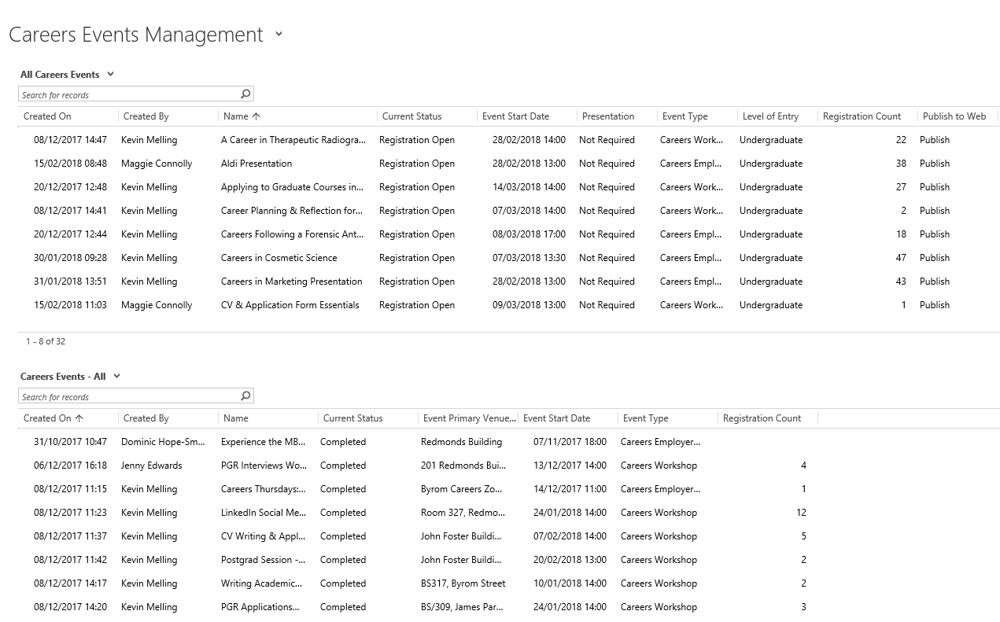 Careers Events Management
All Careers Events
Search for records
Created On Created By Name Current Status Event Start Date Presentation Event Type Level of Entry Registration Count Publish to Web
08/12/2017 14:47 Kevin Melling A Career in Therapeutic Radiogra... Registration Open 28/02/2018 14:00 Not Required Careers Work... Undergraduate 22 Publish
15/02/2018 08:48 Maggie Connolly Aldi Presentation Registration Open 28/02/2018 13:00 Not Required Careers Empl... Undergraduate 38 Publish
20/12/2017 12:48 Kevin Melling Applying to Graduate Courses in... Registration Open 14/03/2018 14:00 Not Required Careers Work... Undergraduate 27 Publish
08/12/2017 14:41 Kevin Melling Career Planning & Reflection for... Registration Open 07/03/2018 14:00 Not Required Careers Work... Undergraduate 2 Publish
20/12/2017 12:44 Kevin Melling Careers Following a Forensic Ant... Registration Open 08/03/2018 17:00 Not Required Careers Empl... Undergraduate 18 Publish
30/01/2018 09:28 Kevin Melling Careers in Cosmetic Science Registration Open 07/03/2018 13:30 Not Required Careers Empl... Undergraduate 47 Publish
31/01/2018 13:51 Kevin Melling Careers in Marketing Presentation Registration Open 28/02/2018 13:00 Not Required Careers Empl... Undergraduate 43 Publish
15/02/2018 11:03 Maggie Connolly CV & Application Form Essentials Registration Open 09/03/2018 13:00 Not Required Careers Work... Undergraduate 1 Publish
1 - 8 of 32
Careers Events - All
Search for records
Created On Created By Name Current Status Event Primary Venue... Event Start Date Event Type Registration Count
31/10/2017 10:47 Dominic Hope-Sm... Experience the MB... Completed Redmonds Building 07/11/2017 18:00 Careers Employer...
06/12/2017 16:18 Jenny Edwards PGR Interviews Wo... Completed 201 Redmonds Bui... 13/12/2017 14:00 Careers Workshop 4
08/12/2017 11:15 Kevin Melling Careers Thursdays:... Completed Byrom Careers Zo... 14/12/2017 11:00 Careers Employer... 1
08/12/2017 11:23 Kevin Melling LinkedIn Social Me... Completed Room 327, Redmo... 24/01/2018 14:00 Careers Workshop 12
08/12/2017 11:37 Kevin Melling CV Writing & Appl... Completed John Foster Buildi... 07/02/2018 14:00 Careers Workshop 5
08/12/2017 11:42 Kevin Melling Postgrad Session -... Completed John Foster Buildi... 20/02/2018 13:00 Careers Workshop 2
08/12/2017 14:17 Kevin Melling Writing Academic... Completed BS317, Byrom Street 10/01/2018 14:00 Careers Workshop 2
08/12/2017 14:20 Kevin Melling PGR Applications... Completed BS/309, James Par... 24/01/2018 14:00 Careers Workshop 3